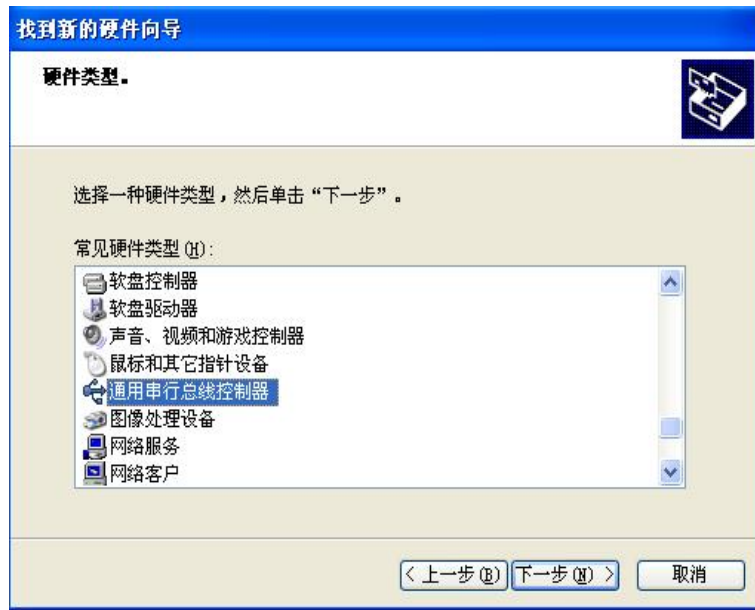 找到新的硬件向导
硬件类型。
选择一种硬件类型，然后单击“下一步”。
常见硬件类型(H):
软盘控制器
软盘驱动器
声音、视频和游戏控制器
鼠标和其它指针设备
通用串行总线控制器
图像处理设备
网络服务
网络客户
< 上一步(B) 下一步(N) > 取消